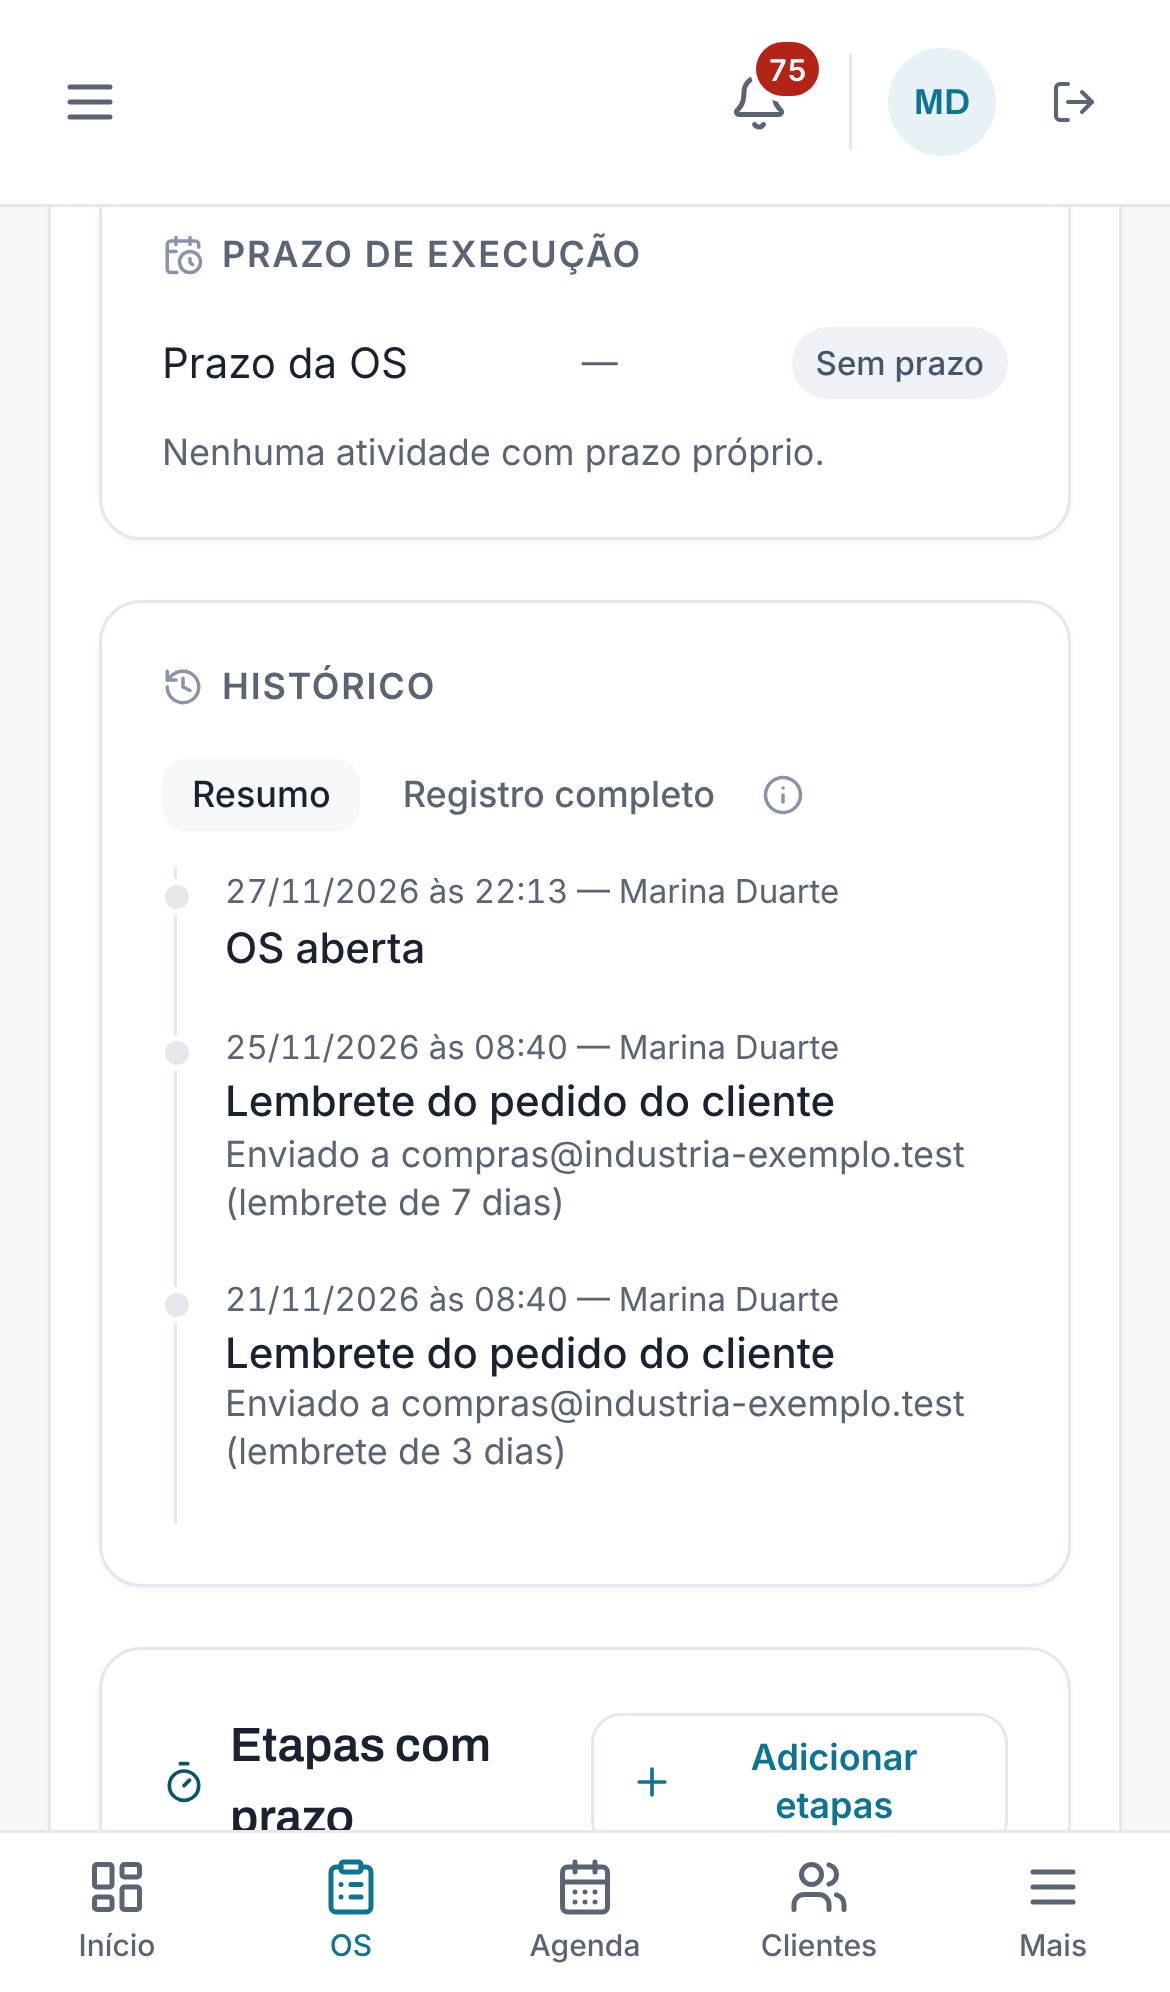 75
MD
PRAZO DE EXECUÇÃO
Prazo da OS — Sem prazo
Nenhuma atividade com prazo próprio.
HISTÓRICO
Resumo Registro completo
27/11/2026 às 22:13 — Marina Duarte
OS aberta
25/11/2026 às 08:40 — Marina Duarte
Lembrete do pedido do cliente
Enviado a compras@industria-exemplo.test
(lembrete de 7 dias)
21/11/2026 às 08:40 — Marina Duarte
Lembrete do pedido do cliente
Enviado a compras@industria-exemplo.test
(lembrete de 3 dias)
Etapas com
prazo
Adicionar
etapas
Início OS Agenda Clientes Mais